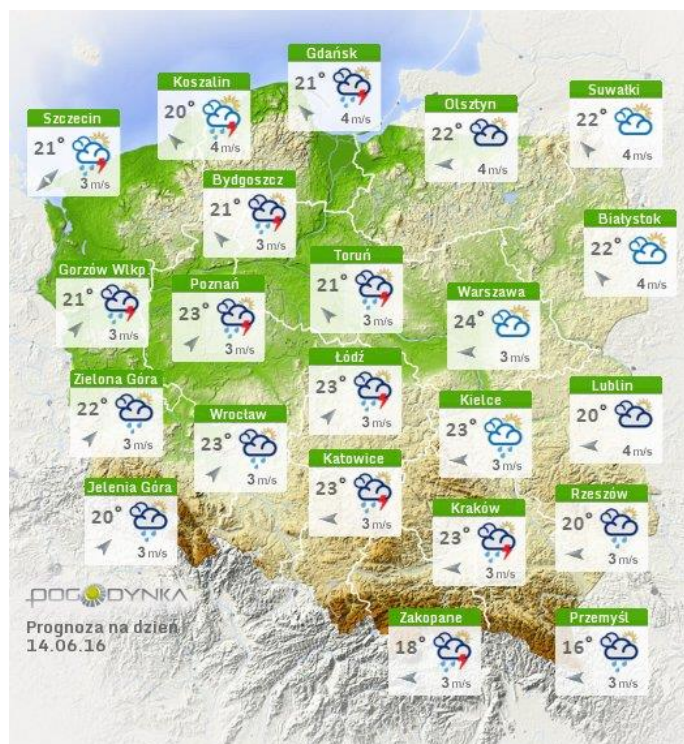 Gdańsk
21°
4 m/s
Koszalin
20°
4 m/s
Suwałki
22°
4 m/s
Olsztyn
22°
4 m/s
Szczecin
21°
3 m/s
Bydgoszcz
21°
3 m/s
Białystok
22°
4 m/s
Toruń
21°
3 m/s
Gorzów Wlkp.
21°
3 m/s
Poznań
23°
3 m/s
Warszawa
24°
3 m/s
Łódź
23°
3 m/s
Zielona Góra
22°
3 m/s
Lublin
20°
4 m/s
Kielce
23°
3 m/s
Wrocław
23°
3 m/s
Katowice
23°
3 m/s
Jelenia Góra
20°
3 m/s
Rzeszów
20°
3 m/s
Kraków
23°
3 m/s
POGODYNKA
Prognoza na dzień
14.06.16
Zakopane
18°
3 m/s
Przemyśl
16°
3 m/s